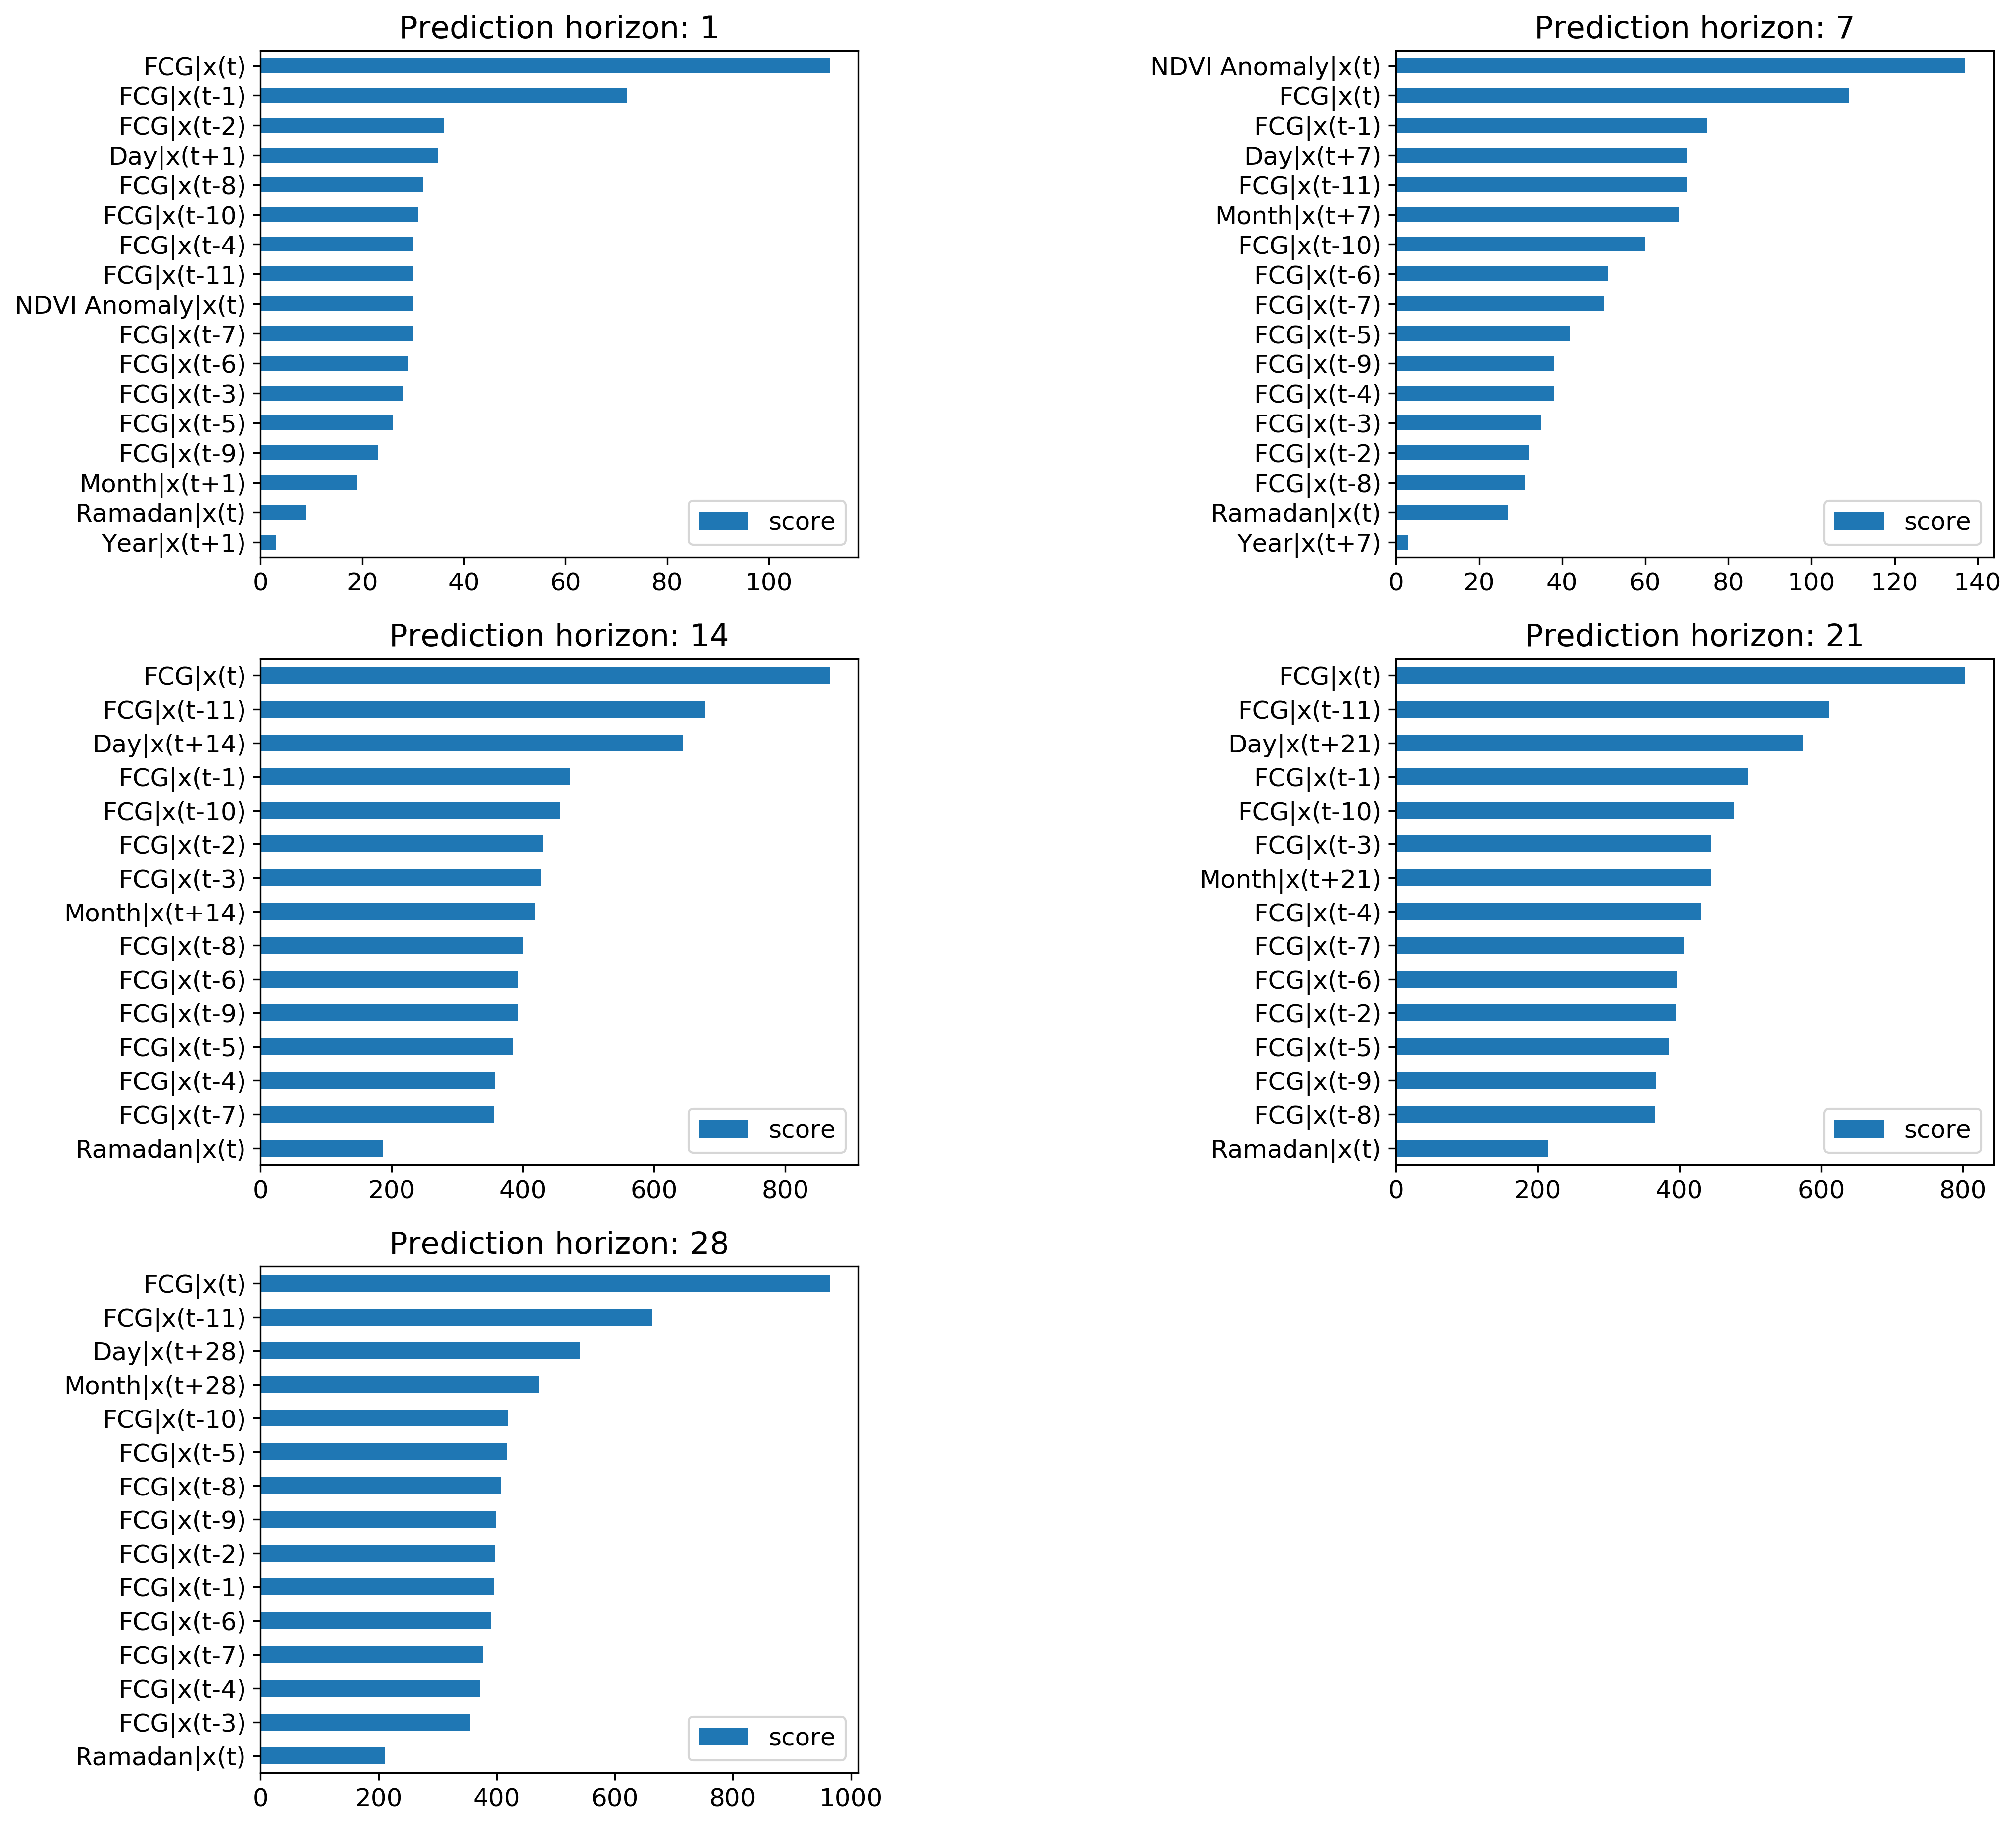 Prediction horizon: 1
FCG|x(t)
FCG|x(t-1)
FCG|x(t-2)
Day|x(t+1)
FCG|x(t-8)
FCG|x(t-10)
FCG|x(t-4)
FCG|x(t-11)
NDVI Anomaly|x(t)
FCG|x(t-7)
FCG|x(t-6)
FCG|x(t-3)
FCG|x(t-5)
FCG|x(t-9)
Month|x(t+1)
Ramadan|x(t)
Year|x(t+1)
score
0 20 40 60 80 100
Prediction horizon: 7
NDVI Anomaly|x(t)
FCG|x(t)
FCG|x(t-1)
Day|x(t+7)
FCG|x(t-11)
Month|x(t+7)
FCG|x(t-10)
FCG|x(t-6)
FCG|x(t-7)
FCG|x(t-5)
FCG|x(t-9)
FCG|x(t-4)
FCG|x(t-3)
FCG|x(t-2)
FCG|x(t-8)
Ramadan|x(t)
Year|x(t+7)
score
0 20 40 60 80 100 120 140
Prediction horizon: 14
FCG|x(t)
FCG|x(t-11)
Day|x(t+14)
FCG|x(t-1)
FCG|x(t-10)
FCG|x(t-2)
FCG|x(t-3)
Month|x(t+14)
FCG|x(t-8)
FCG|x(t-6)
FCG|x(t-9)
FCG|x(t-5)
FCG|x(t-4)
FCG|x(t-7)
Ramadan|x(t)
score
0 200 400 600 800
Prediction horizon: 21
FCG|x(t)
FCG|x(t-11)
Day|x(t+21)
FCG|x(t-1)
FCG|x(t-10)
FCG|x(t-3)
Month|x(t+21)
FCG|x(t-4)
FCG|x(t-7)
FCG|x(t-6)
FCG|x(t-2)
FCG|x(t-5)
FCG|x(t-9)
FCG|x(t-8)
Ramadan|x(t)
score
0 200 400 600 800
Prediction horizon: 28
FCG|x(t)
FCG|x(t-11)
Day|x(t+28)
Month|x(t+28)
FCG|x(t-10)
FCG|x(t-5)
FCG|x(t-8)
FCG|x(t-9)
FCG|x(t-2)
FCG|x(t-1)
FCG|x(t-6)
FCG|x(t-7)
FCG|x(t-4)
FCG|x(t-3)
Ramadan|x(t)
score
0 200 400 600 800 1000